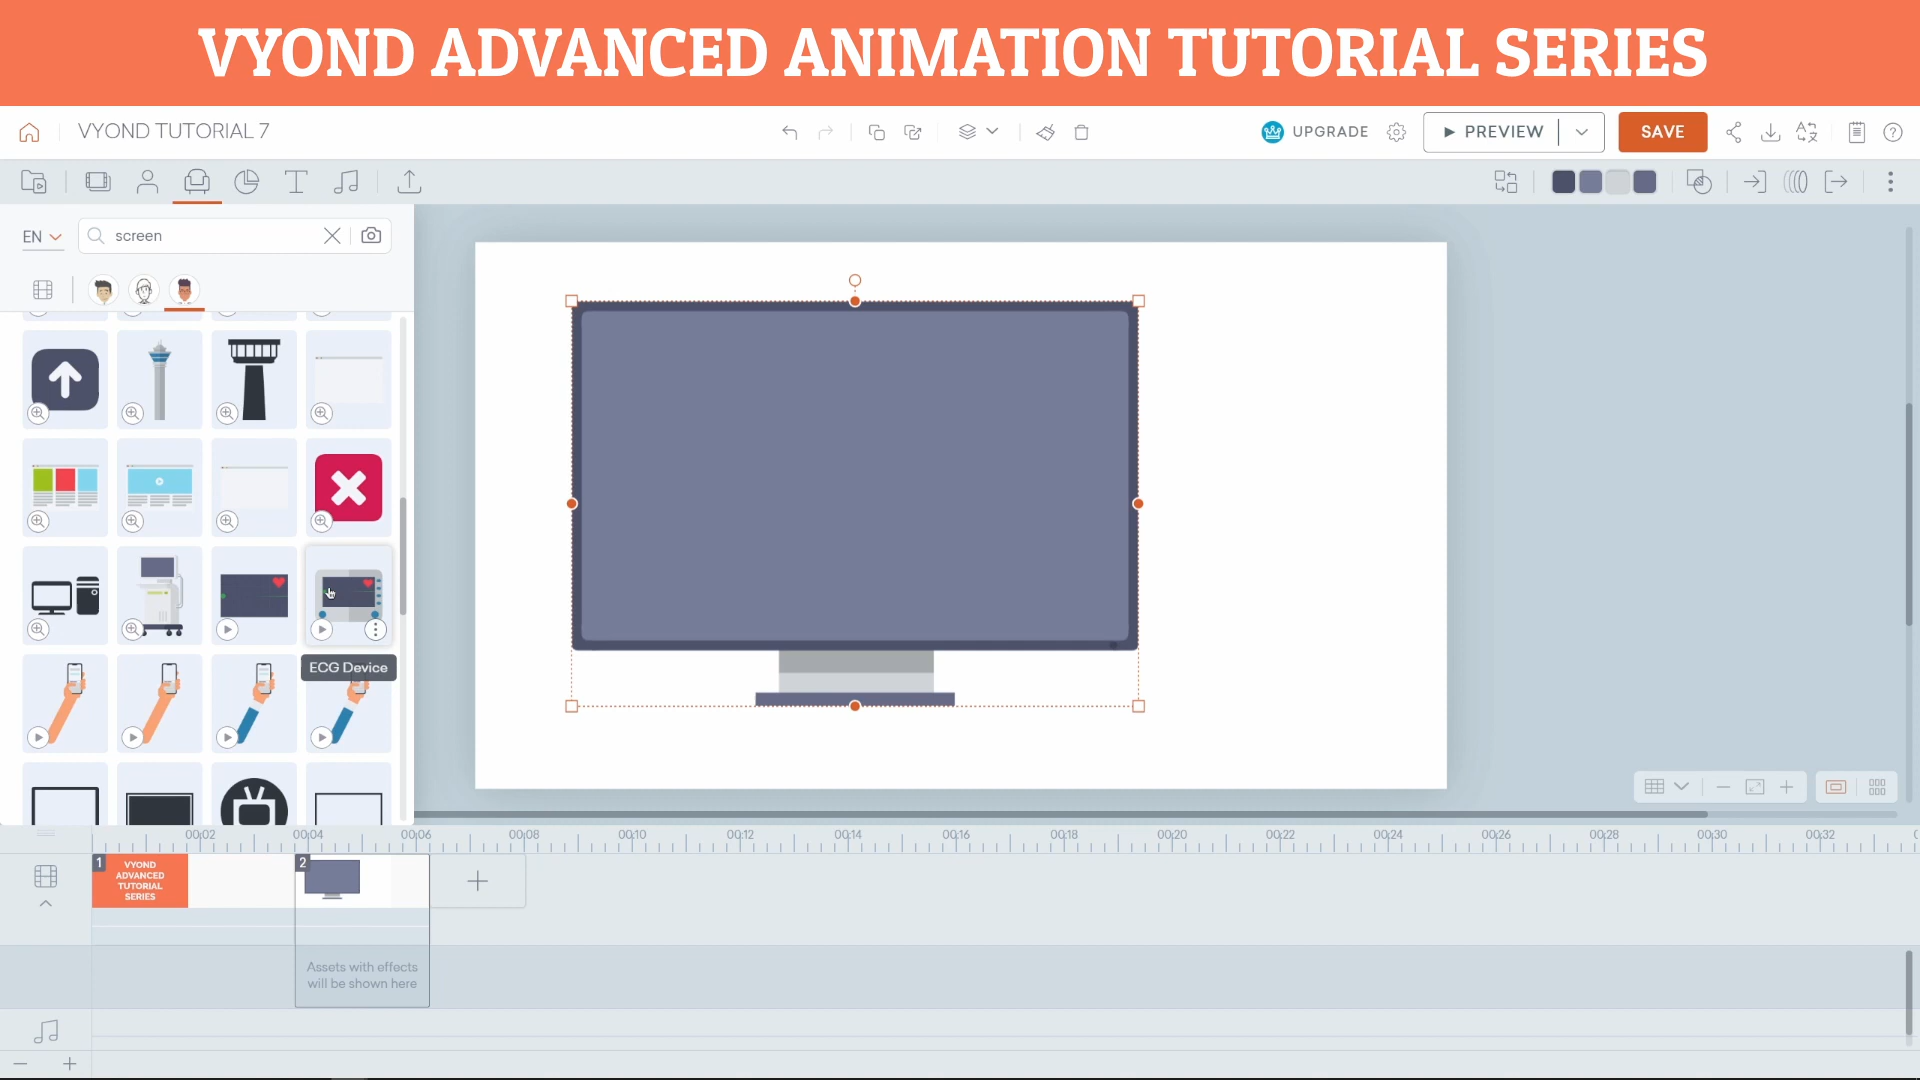 VYOND ADVANCED ANIMATION TUTORIAL SERIES
VYOND TUTORIAL 7
UPGRADE
PREVIEW
SAVE
EN
screen
ECG Device
00:02 00:04 00:06 00:08 00:10 00:12 00:14 00:16 00:18 00:20 00:22 00:24 00:26 00:28 00:30 00:32
1
VYOND
ADVANCED
TUTORIAL
SERIES
2
Assets with effects
will be shown here